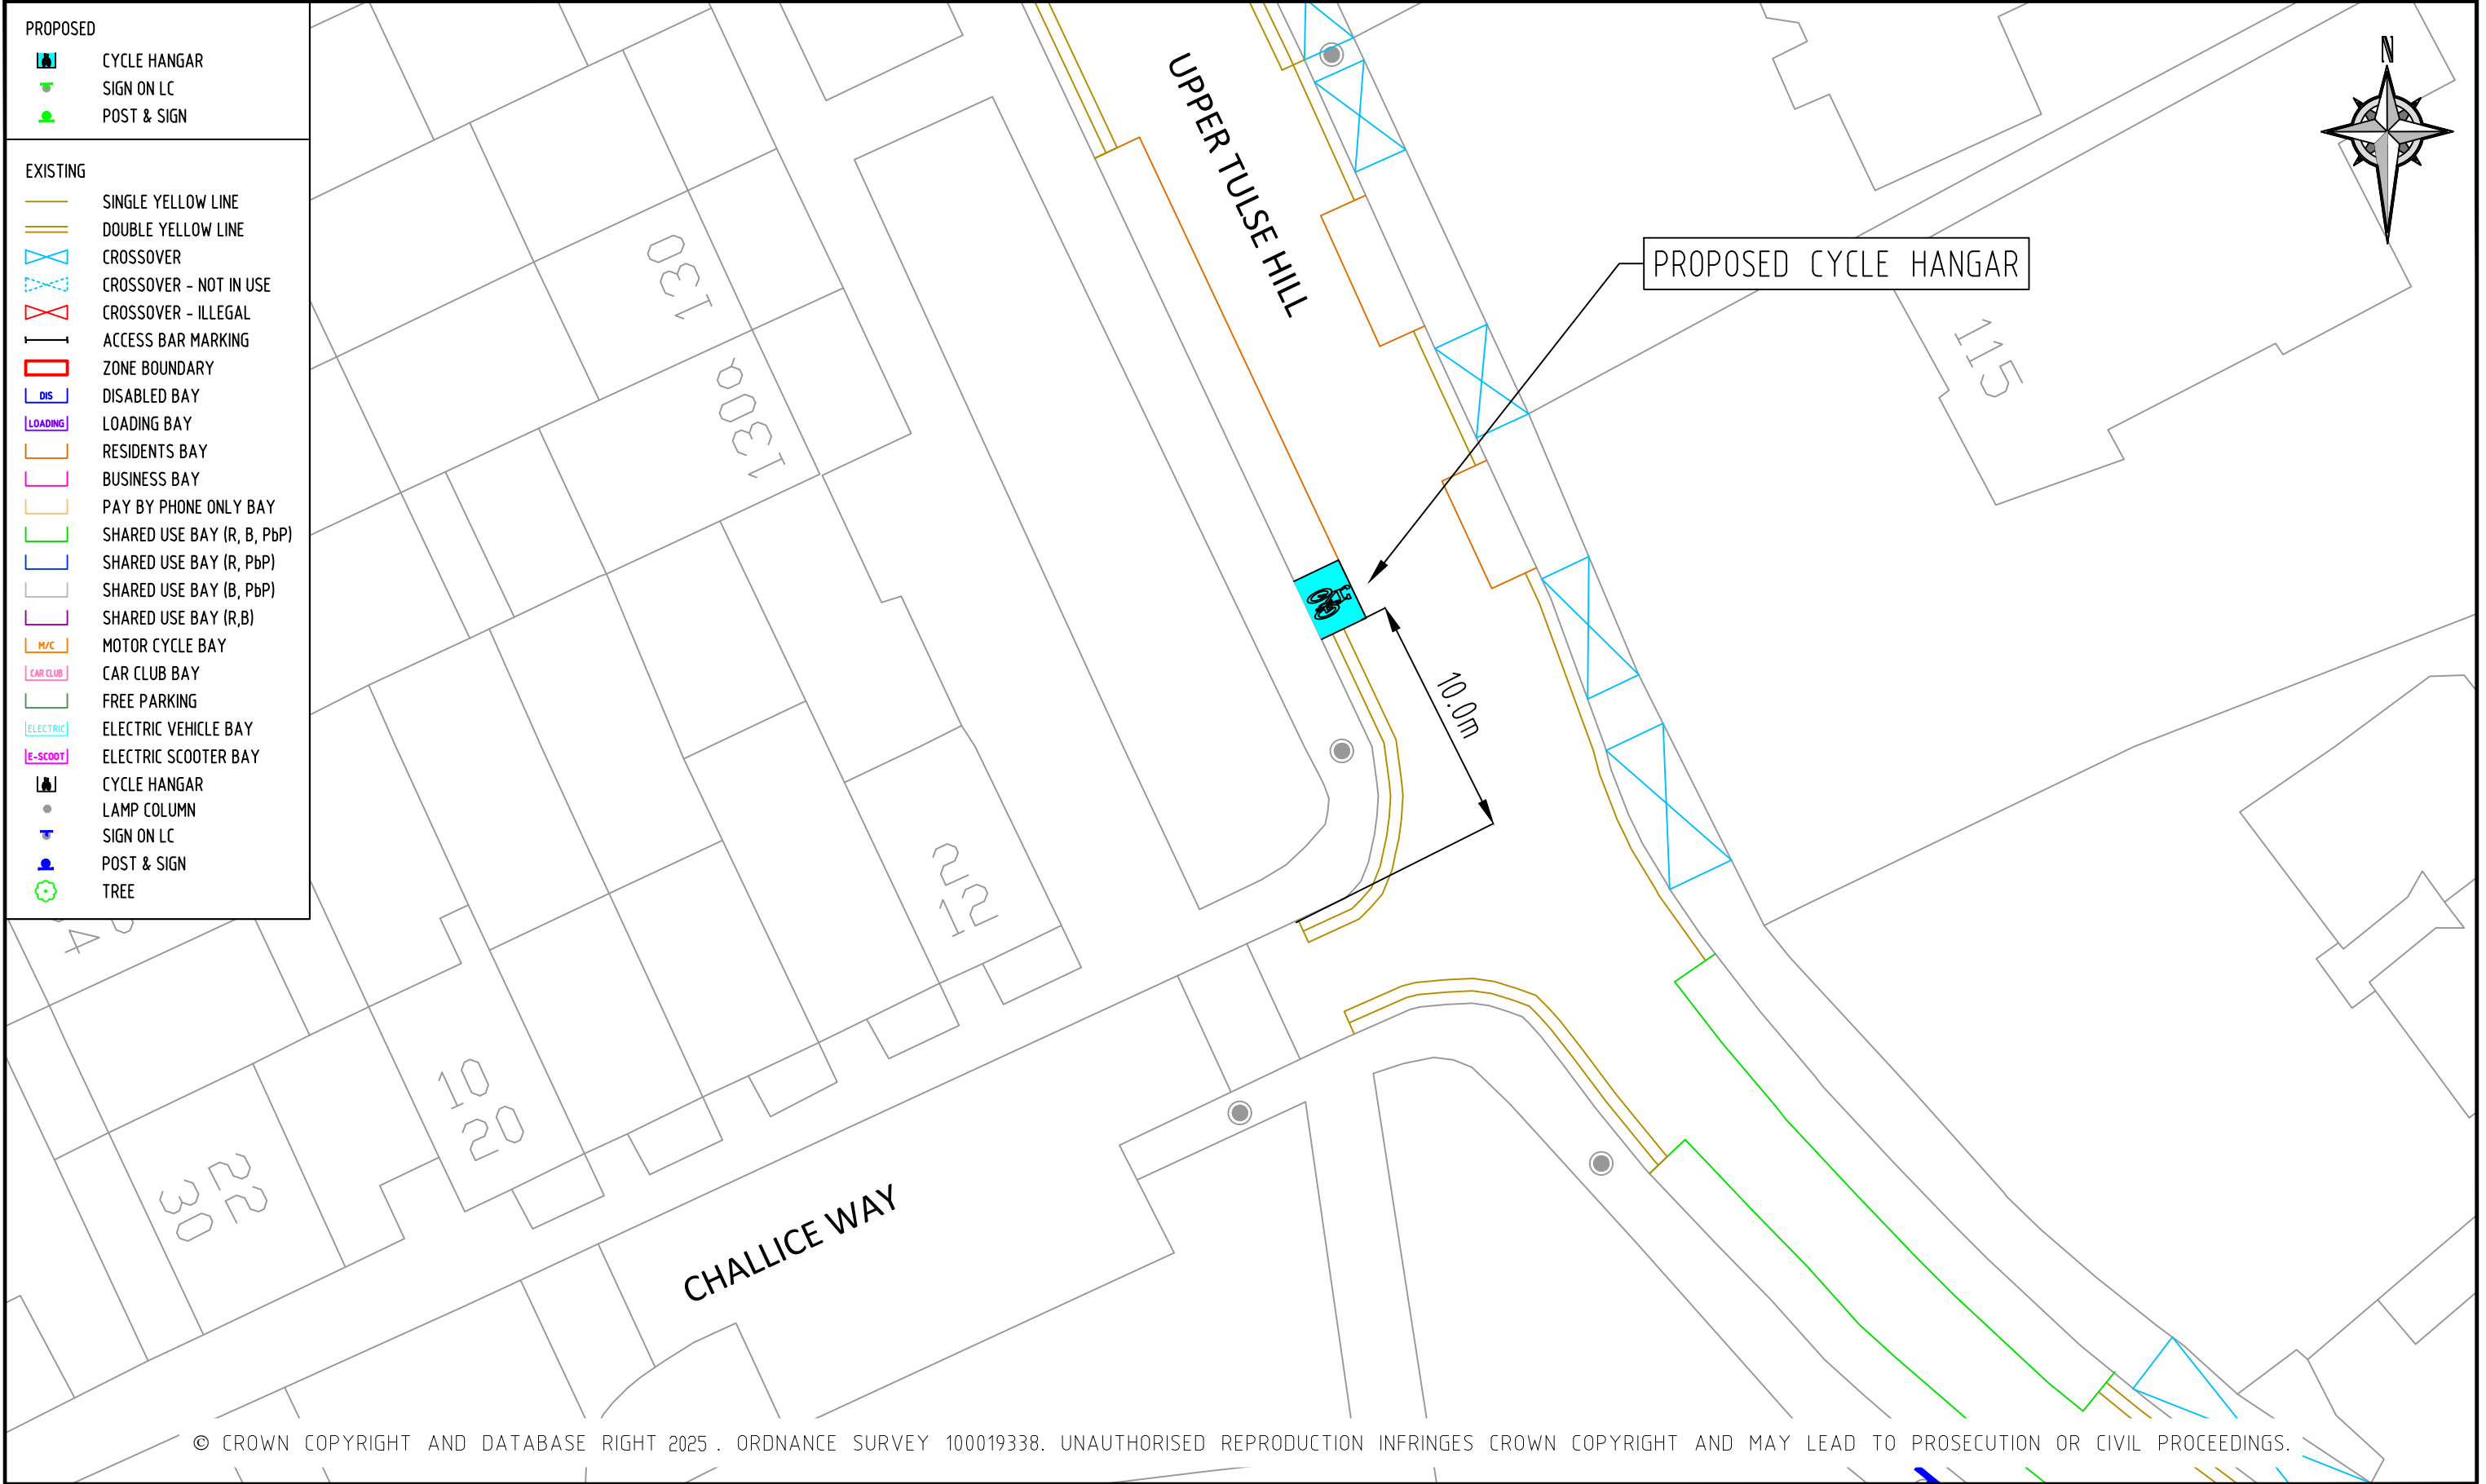 PROPOSED
CYCLE HANGAR
SIGN ON LC
POST & SIGN
EXISTING
SINGLE YELLOW LINE
DOUBLE YELLOW LINE
CROSSOVER
CROSSOVER - NOT IN USE
CROSSOVER - ILLEGAL
ACCESS BAR MARKING
ZONE BOUNDARY
DIS DISABLED BAY
LOADING LOADING BAY
RESIDENTS BAY
BUSINESS BAY
PAY BY PHONE ONLY BAY
SHARED USE BAY (R, B, PbP)
SHARED USE BAY (R, PbP)
SHARED USE BAY (B, PbP)
SHARED USE BAY (R,B)
M/C MOTOR CYCLE BAY
CAR CLUB CAR CLUB BAY
FREE PARKING
ELECTRIC ELECTRIC VEHICLE BAY
E-SCOOT ELECTRIC SCOOTER BAY
CYCLE HANGAR
LAMP COLUMN
SIGN ON LC
POST & SIGN
TREE
UPPER TULSE HILL
N
PROPOSED CYCLE HANGAR
130
130a
115
10.0m
2
12
10
20
22
CHALLICE WAY
© CROWN COPYRIGHT AND DATABASE RIGHT 2025 . ORDNANCE SURVEY 100019338. UNAUTHORISED REPRODUCTION INFRINGES CROWN COPYRIGHT AND MAY LEAD TO PROSECUTION OR CIVIL PROCEEDINGS.